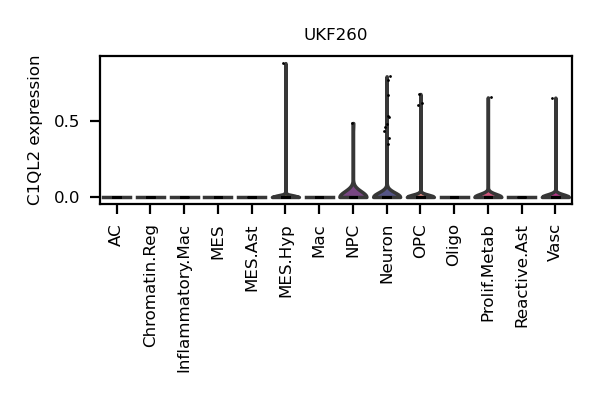 UKF260
C1QL2 expression
0.5
0.0
AC
Chromatin.Reg
Inflammatory.Mac
MES
MES.Ast
MES.Hyp
Mac
NPC
Neuron
OPC
Oligo
Prolif.Metab
Reactive.Ast
Vasc